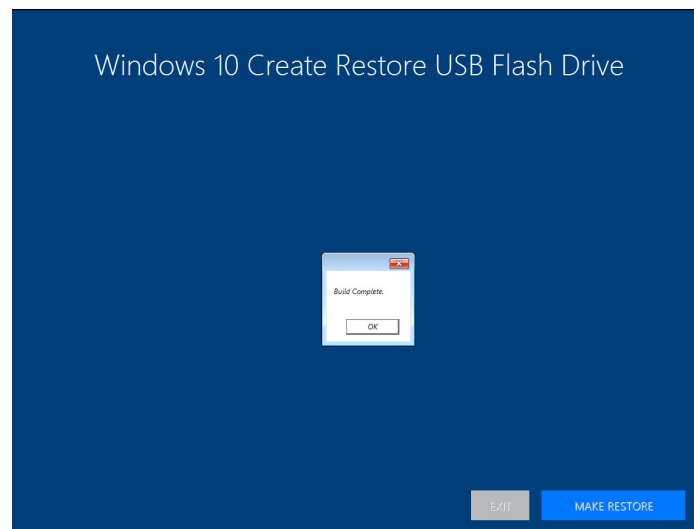 Windows 10 Create Restore USB Flash Drive
Build Complete.
OK
EXIT
MAKE RESTORE